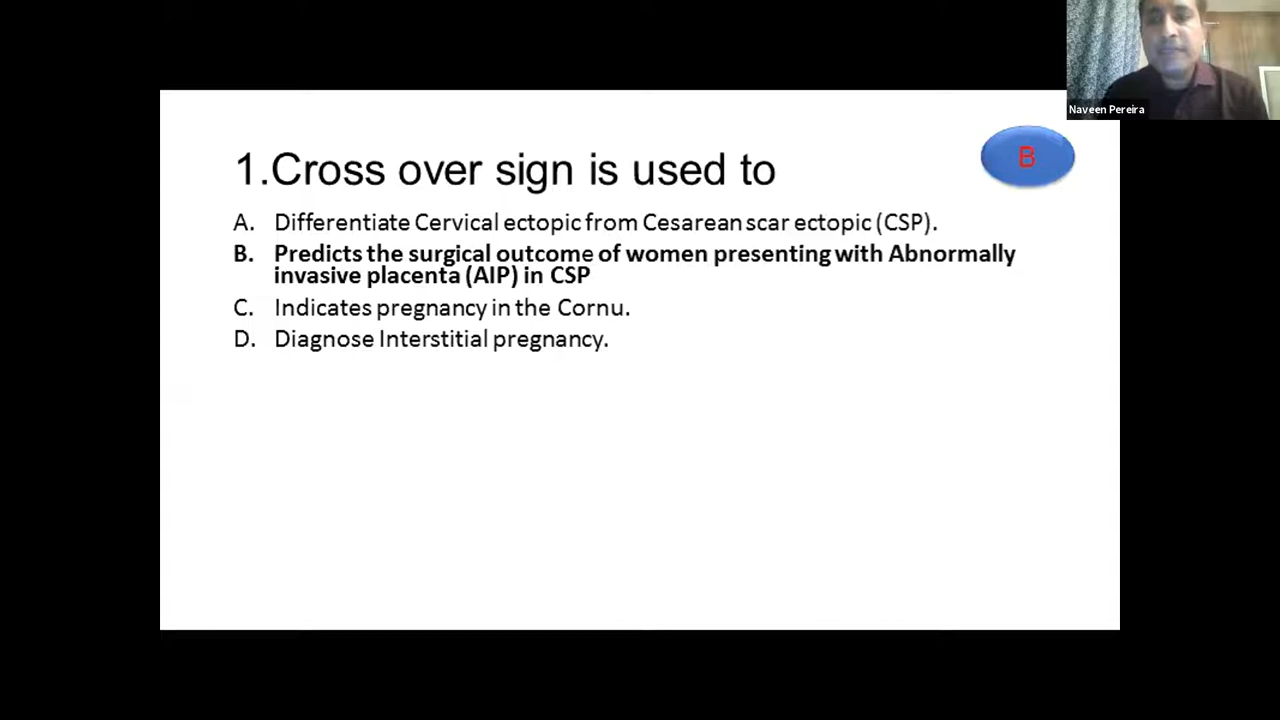 Naveen Pereira
B
1.Cross over sign is used to
A. Differentiate Cervical ectopic from Cesarean scar ectopic (CSP).
B. Predicts the surgical outcome of women presenting with Abnormally
invasive placenta (AIP) in CSP
C. Indicates pregnancy in the Cornu.
D. Diagnose Interstitial pregnancy.